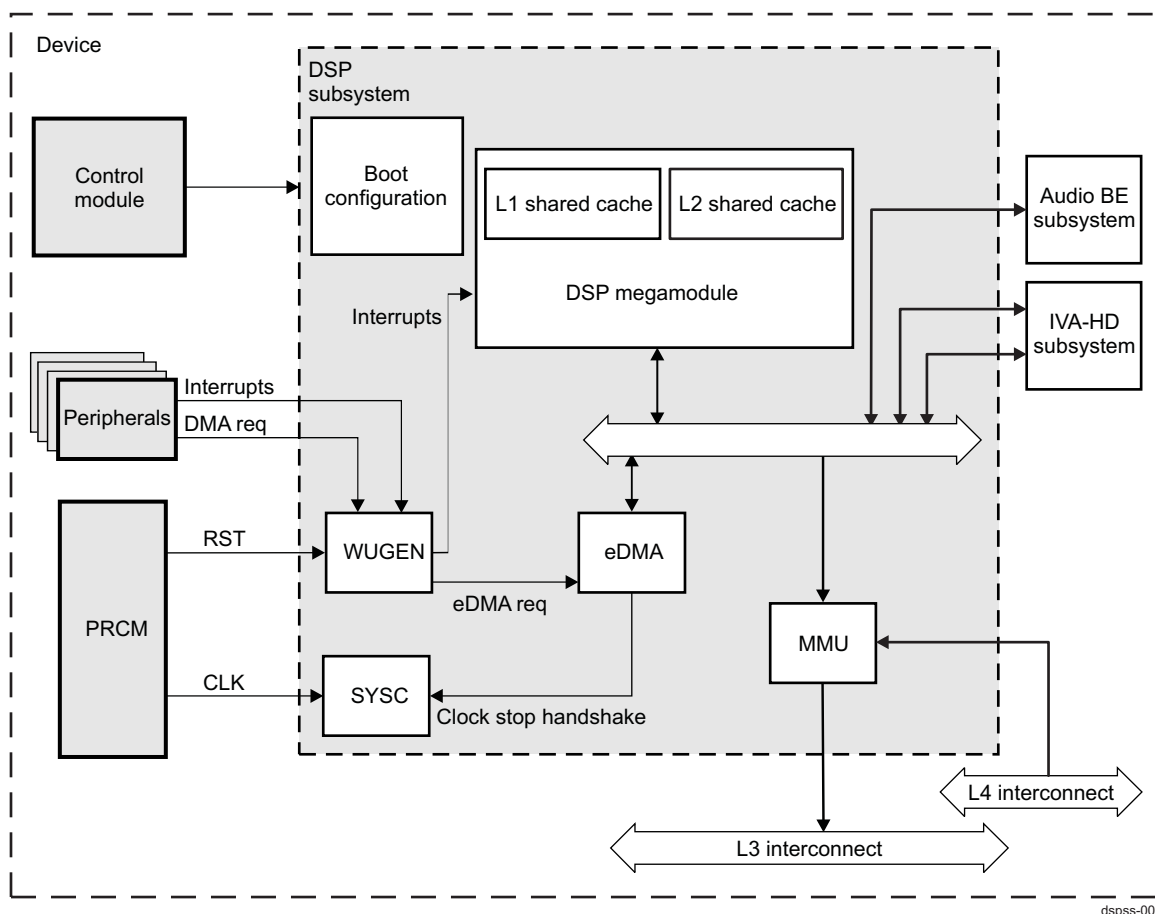 Device
DSP
subsystem
Control
module
Boot
configuration
L1 shared cache
L2 shared cache
DSP megamodule
Audio BE
subsystem
IVA-HD
subsystem
Interrupts
Peripherals
Interrupts
DMA req
PRCM
RST
CLK
WUGEN
eDMA req
eDMA
SYSC
Clock stop handshake
MMU
L4 interconnect
L3 interconnect
dspss-00